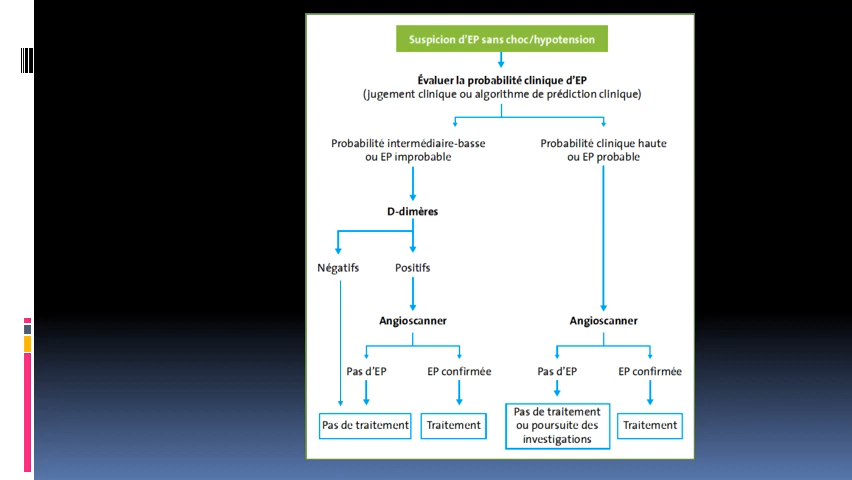 Suspicion d’EP sans choc/hypotension
Évaluer la probabilité clinique d’EP
(Jugement clinique ou algorithme de prédiction clinique)
Probabilité intermédiaire-basse
ou EP improbable
Probabilité clinique haute
ou EP probable
D-dimères
Négatifs
Positifs
Angioscanner
Angioscanner
Pas d’EP
EP confirmée
Pas d’EP
EP confirmée
Pas de traitement
Traitement
Pas de traitement
ou poursuite des
investigations
Traitement